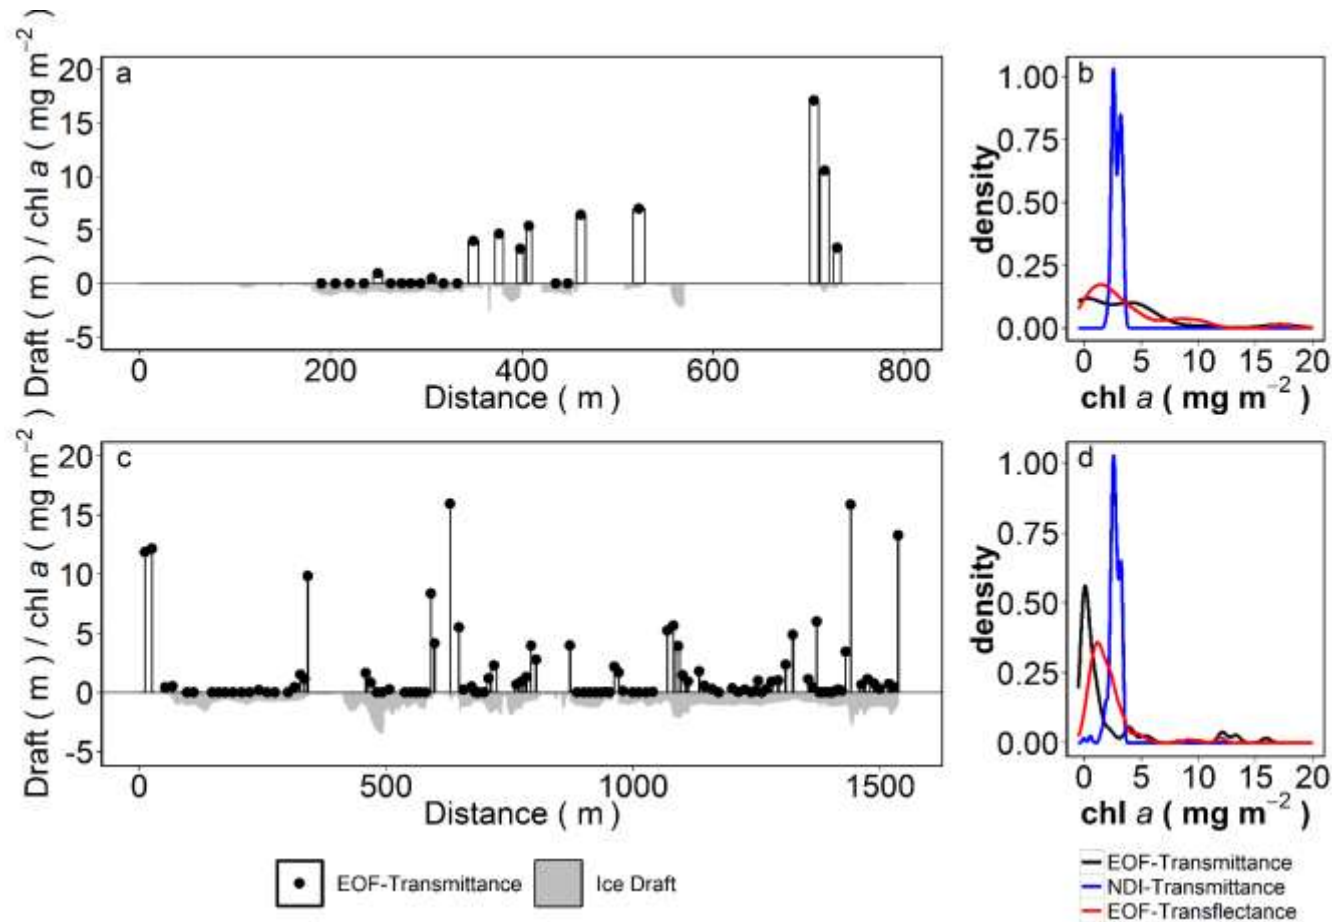 Draft ( m ) / chl a ( mg m−2 )
a
20
15
10
5
0
-5
0 200 400 600 800
Distance ( m )
b
density
1.00
0.75
0.50
0.25
0.00
0 5 10 15 20
chl a ( mg m−2 )
Draft ( m ) / chl a ( mg m−2 )
c
20
15
10
5
0
-5
0 500 1000 1500
Distance ( m )
d
density
1.00
0.75
0.50
0.25
0.00
0 5 10 15 20
chl a ( mg m−2 )
EOF-Transmittance Ice Draft
EOF-Transmittance
NDI-Transmittance
EOF-Transflectance